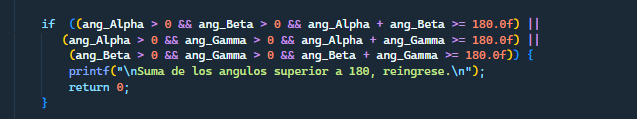 if  ((ang_Alpha > 0 && ang_Beta > 0 && ang_Alpha + ang_Beta >= 180.0f) ||
(ang_Alpha > 0 && ang_Gamma > 0 && ang_Alpha + ang_Gamma >= 180.0f) ||
(ang_Beta > 0 && ang_Gamma > 0 && ang_Beta + ang_Gamma >= 180.0f)) {
printf("\nSuma de los angulos superior a 180, reingrese.\n");
return 0;
}